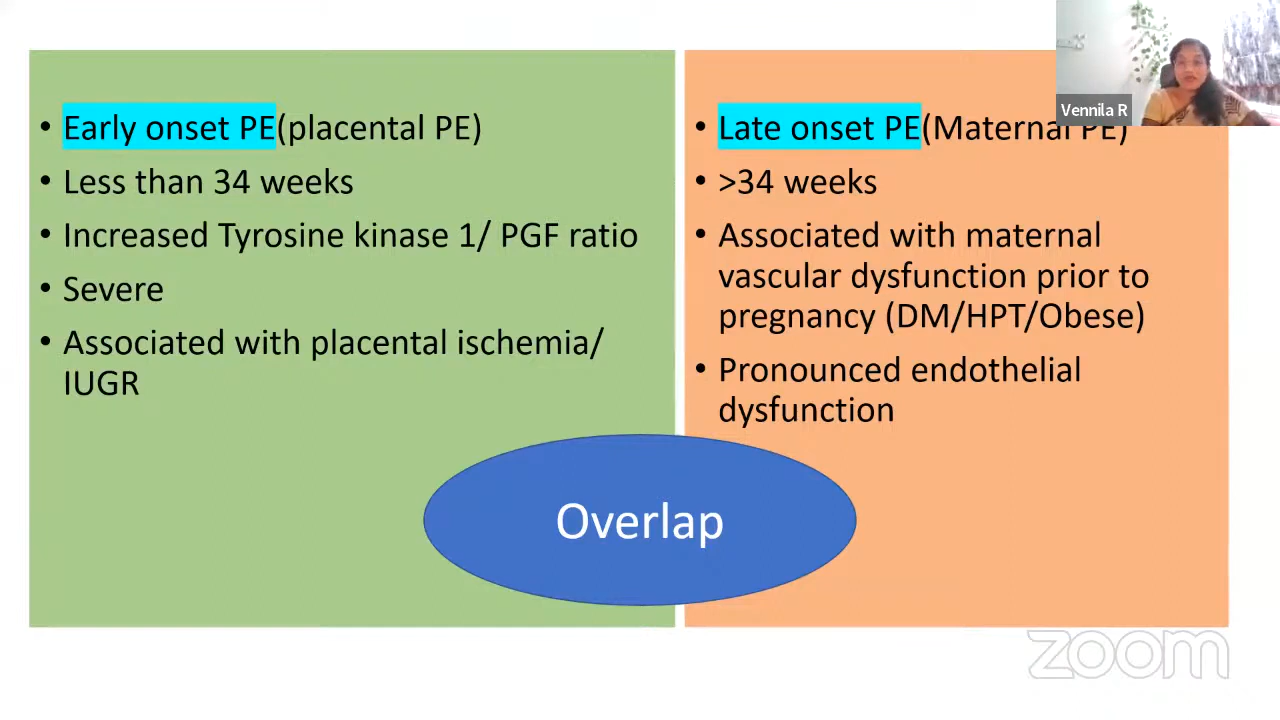 • Early onset PE(placental PE)
• Less than 34 weeks
• Increased Tyrosine kinase 1/ PGF ratio
• Severe
• Associated with placental ischemia/
IUGR
• Late onset PE(Maternal PE)
• >34 weeks
• Associated with maternal
vascular dysfunction prior to
pregnancy (DM/HPT/Obese)
• Pronounced endothelial
dysfunction
Overlap
Vennila R
zoom